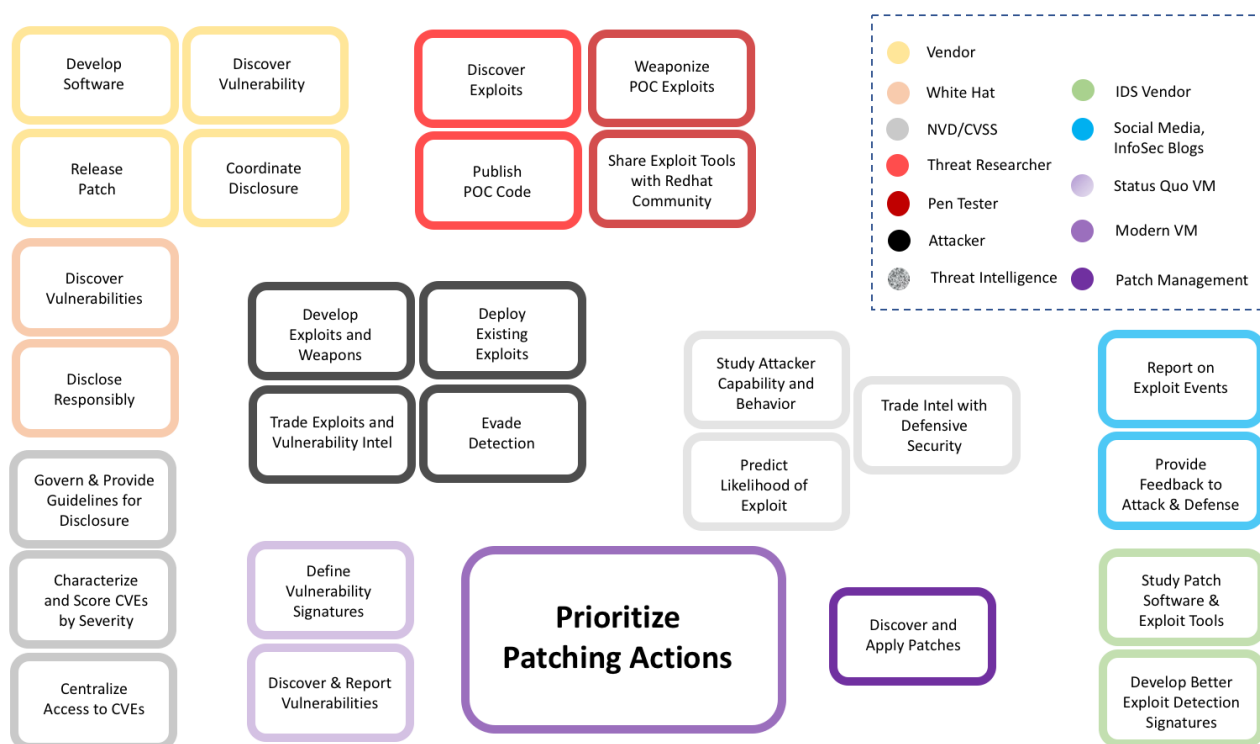 Develop
Software
Discover
Vulnerability
Release
Patch
Coordinate
Disclosure
Discover
Exploits
Weaponize
POC Exploits
Publish
POC Code
Share Exploit Tools
with Redhat
Community
Vendor
White Hat
NVD/CVSS
Threat Researcher
Pen Tester
Attacker
Threat Intelligence
IDS Vendor
Social Media,
InfoSec Blogs
Status Quo VM
Modern VM
Patch Management
Discover
Vulnerabilities
Disclose
Responsibly
Develop
Exploits and
Weapons
Deploy
Existing
Exploits
Trade Exploits and
Vulnerability Intel
Evade
Detection
Study Attacker
Capability and
Behavior
Trade Intel with
Defensive
Security
Predict
Likelihood of
Exploit
Report on
Exploit Events
Provide
Feedback to
Attack & Defense
Govern & Provide
Guidelines for
Disclosure
Characterize
and Score CVEs
by Severity
Centralize
Access to CVEs
Define
Vulnerability
Signatures
Discover & Report
Vulnerabilities
Prioritize
Patching Actions
Discover and
Apply Patches
Study Patch
Software &
Exploit Tools
Develop Better
Exploit Detection
Signatures